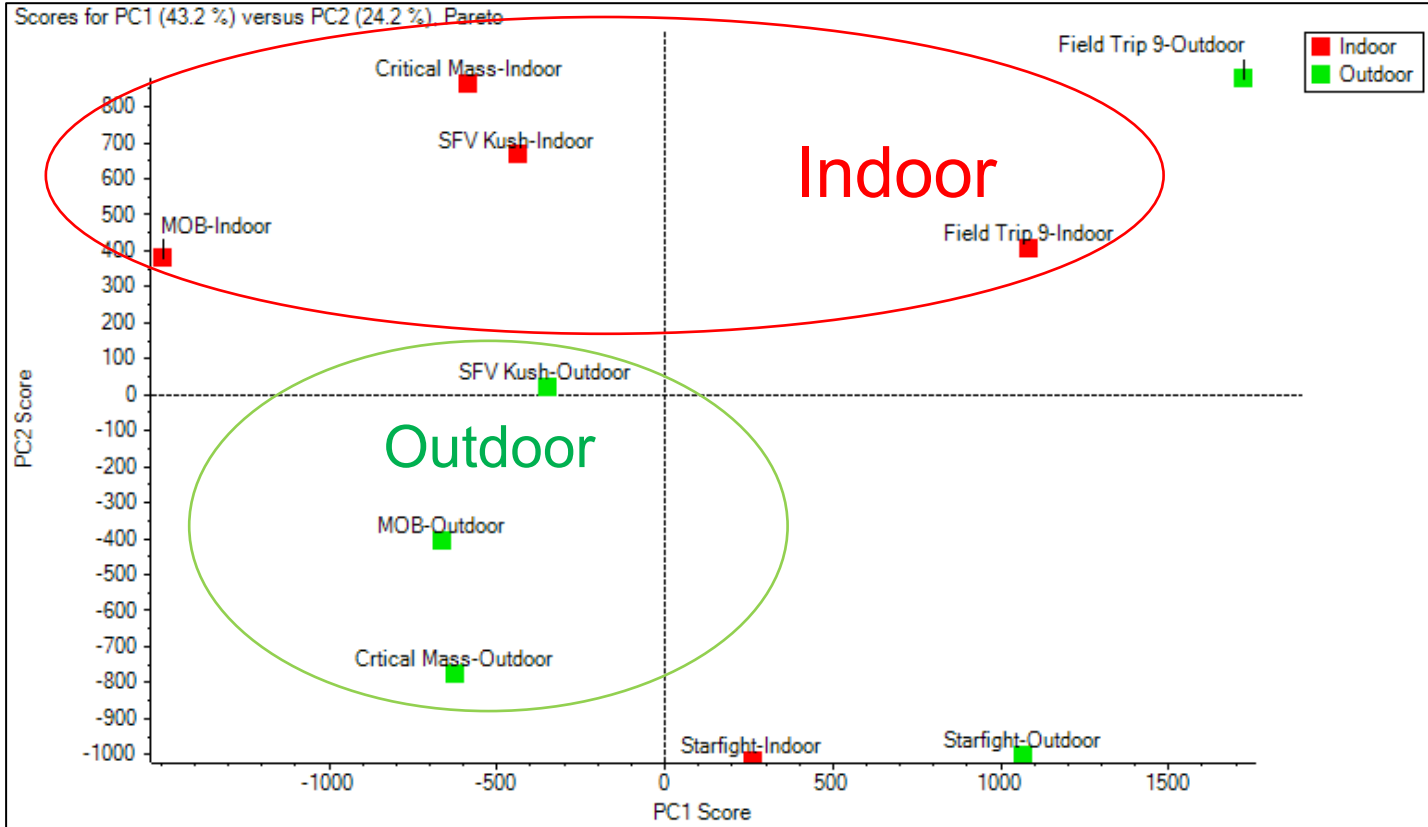 Scores for PC1 (43.2 %) versus PC2 (24.2 %), Pareto
Field Trip 9-Outdoor
Indoor
Outdoor
Critical Mass-Indoor
SFV Kush-Indoor
Indoor
MOB-Indoor
Field Trip 9-Indoor
SFV Kush-Outdoor
Outdoor
MOB-Outdoor
Crtical Mass-Outdoor
Starfight-Indoor
Starfight-Outdoor
PC2 Score
800
700
600
500
400
300
200
100
0
-100
-200
-300
-400
-500
-600
-700
-800
-900
-1000
-1000
-500
0
500
1000
1500
PC1 Score